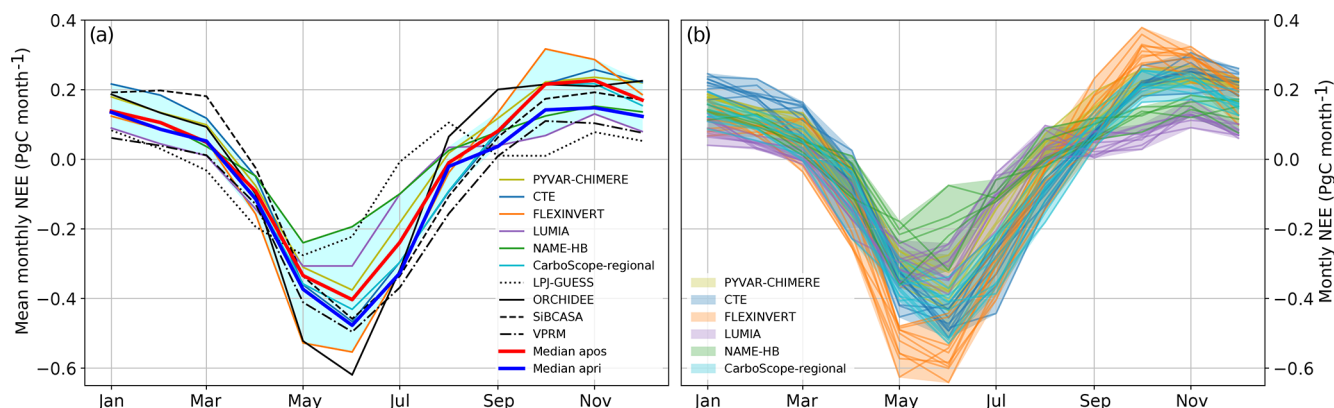 (a)
Mean monthly NEE (PgC month⁻¹)
0.4
0.2
0.0
−0.2
−0.4
−0.6
Jan
Mar
May
Jul
Sep
Nov
PYVAR-CHIMERE
CTE
FLEXINVERT
LUMIA
NAME-HB
CarboScope-regional
LPJ-GUESS
ORCHIDEE
SiBCASA
VPRM
Median apos
Median apri
(b)
PYVAR-CHIMERE
CTE
FLEXINVERT
LUMIA
NAME-HB
CarboScope-regional
Jan
Mar
May
Jul
Sep
Nov
0.4
0.2
0.0
−0.2
−0.4
−0.6
Montly NEE (PgC month⁻¹)